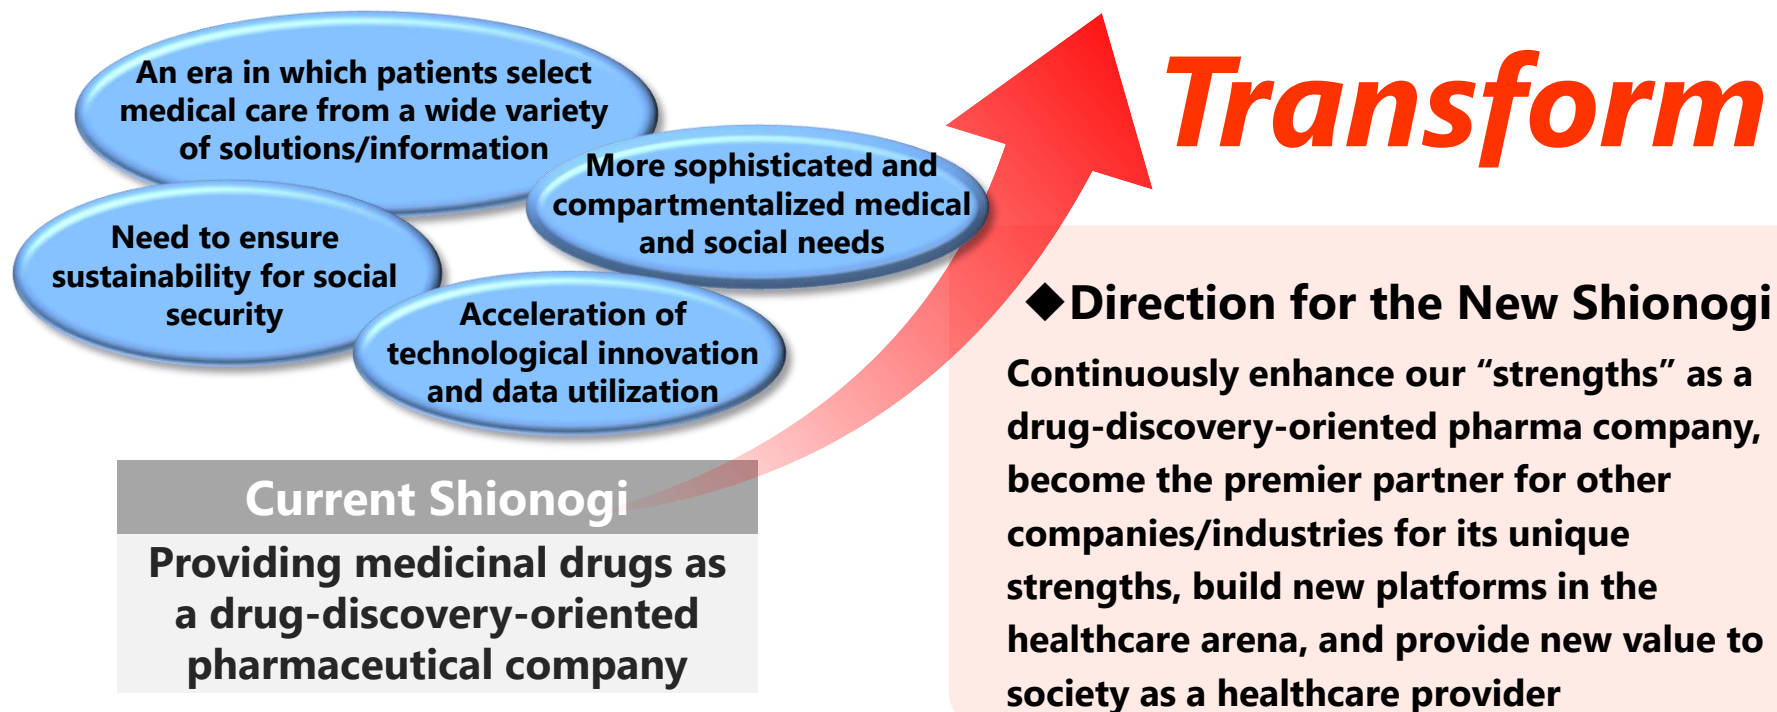 An era in which patients select
medical care from a wide variety
of solutions/information
More sophisticated and
compartmentalized medical
and social needs
Need to ensure
sustainability for social
security
Acceleration of
technological innovation
and data utilization
Current Shionogi
Providing medicinal drugs as
a drug-discovery-oriented
pharmaceutical company
Transform
◆Direction for the New Shionogi
Continuously enhance our “strengths” as a
drug-discovery-oriented pharma company,
become the premier partner for other
companies/industries for its unique
strengths, build new platforms in the
healthcare arena, and provide new value to
society as a healthcare provider